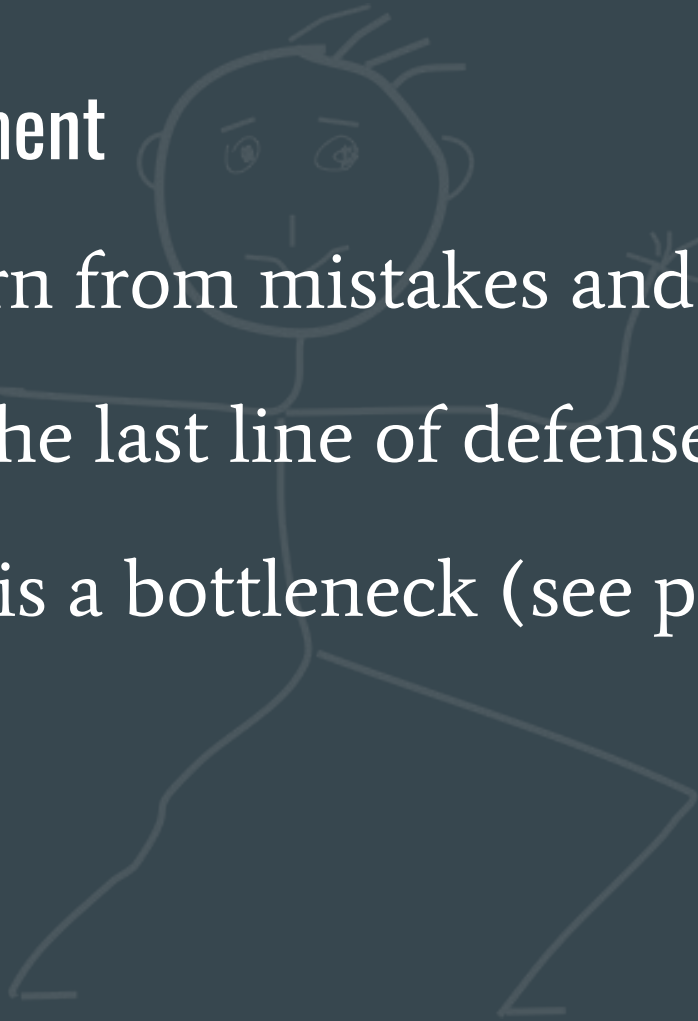 nent
rn from mistakes and
he last line of defense
is a bottleneck (see p